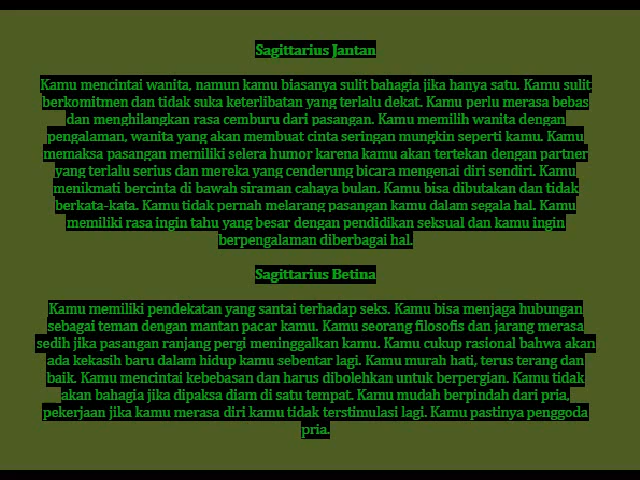 Sagittarius Jantan
Kamu mencintai wanita, namun kamu biasanya sulit bahagia jika hanya satu. Kamu sulit
berkomitmen dan tidak suka keterlibatan yang terlalu dekat. Kamu perlu merasa bebas
dan menghilangkan rasa cemburu dari pasangan. Kamu memilih wanita dengan
pengalaman, wanita yang akan membuat cinta seringan mungkin seperti kamu. Kamu
memaksa pasangan memiliki selera humor karena kamu akan tertekan dengan partner
yang terlalu serius dan mereka yang cenderung bicara mengenai diri sendiri. Kamu
menikmati bercinta di bawah siraman cahaya bulan. Kamu bisa dibutakan dan tidak
berkata-kata. Kamu tidak pernah melarang pasangan kamu dalam segala hal. Kamu
memiliki rasa ingin tahu yang besar dengan pendidikan seksual dan kamu ingin
berpengalaman diberbagai hal.
Sagittarius Betina
Kamu memiliki pendekatan yang santai terhadap seks. Kamu bisa menjaga hubungan
sebagai teman dengan mantan pacar kamu. Kamu seorang filosofis dan jarang merasa
sedih jika pasangan ranjang pergi meninggalkan kamu. Kamu cukup rasional bahwa akan
ada kekasih baru dalam hidup kamu sebentar lagi. Kamu murah hati, terus terang dan
baik. Kamu mencintai kebebasan dan harus dibolehkan untuk berpergian. Kamu tidak
akan bahagia jika dipaksa diam di satu tempat. Kamu mudah berpindah dari pria,
pekerjaan jika kamu merasa diri kamu tidak terstimulasi lagi. Kamu pastinya penggoda
pria.